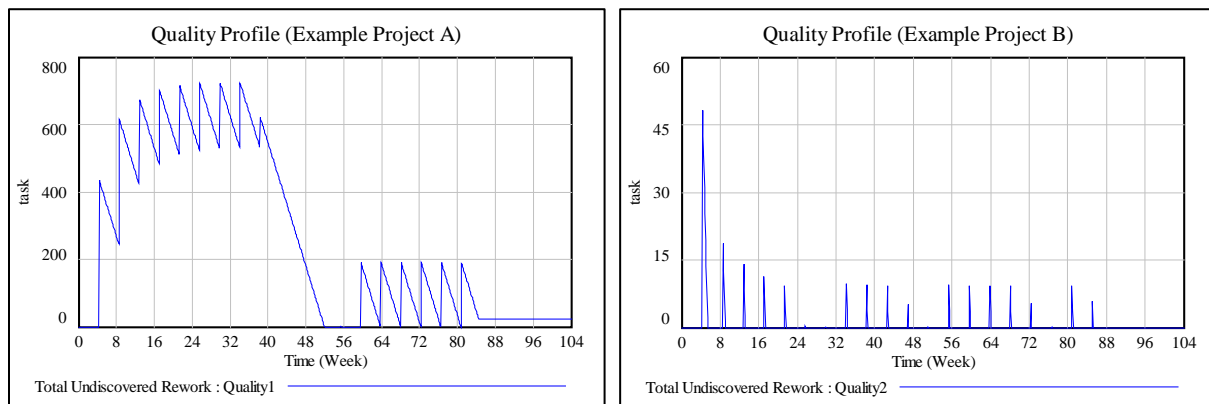 Quality Profile (Example Project A)
800
600
400
200
0
task
0 8 16 24 32 40 48 56 64 72 80 88 96 104
Time (Week)
Total Undiscovered Rework : Quality1
Quality Profile (Example Project B)
60
45
30
15
0
task
0 8 16 24 32 40 48 56 64 72 80 88 96 104
Time (Week)
Total Undiscovered Rework : Quality2